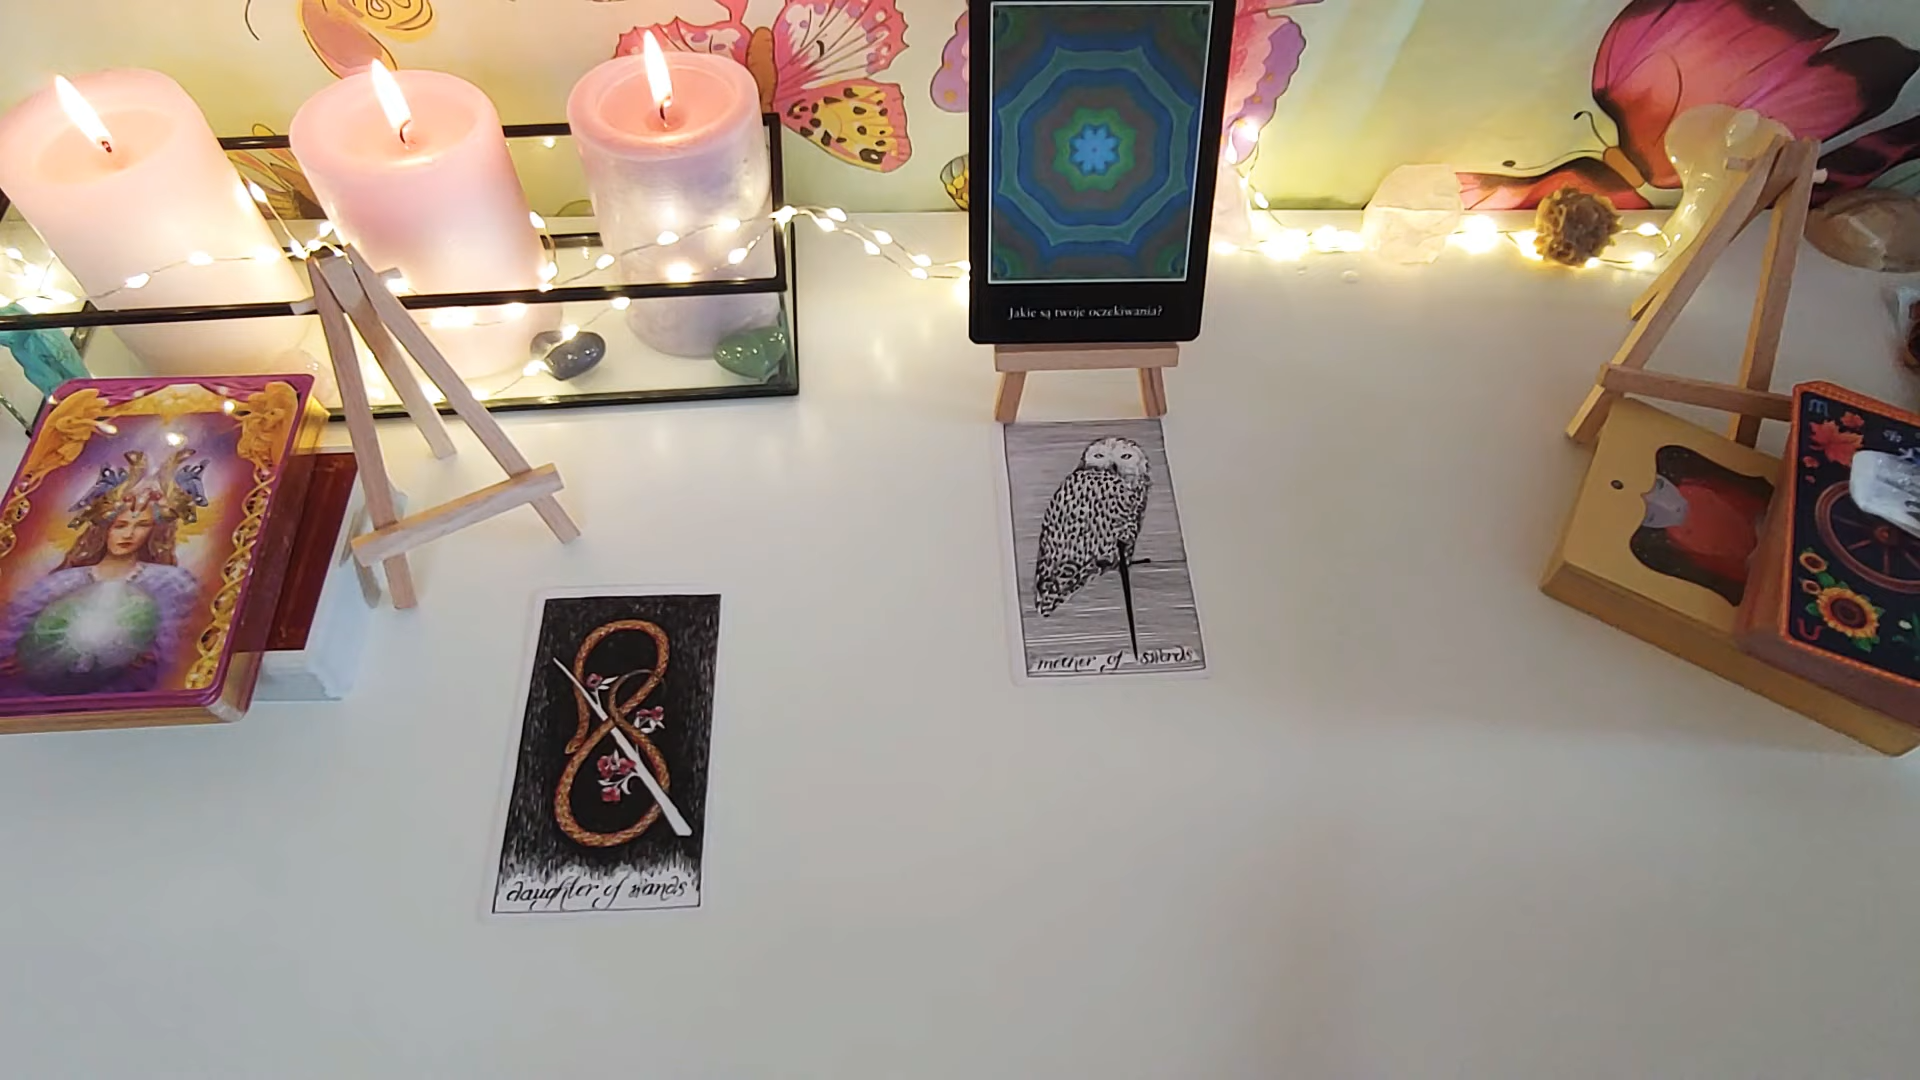 Jakie są twoje oczekiwania?
mother of swords
daughter of wands